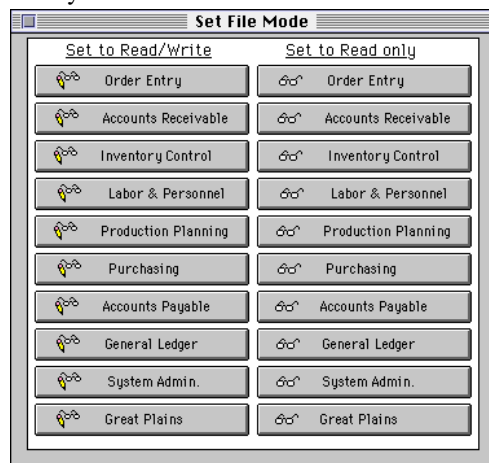 Set File Mode
Set to Read/Write Set to Read only
Order Entry Order Entry
Accounts Receivable Accounts Receivable
Inventory Control Inventory Control
Labor & Personnel Labor & Personnel
Production Planning Production Planning
Purchasing Purchasing
Accounts Payable Accounts Payable
General Ledger General Ledger
System Admin. System Admin.
Great Plains Great Plains